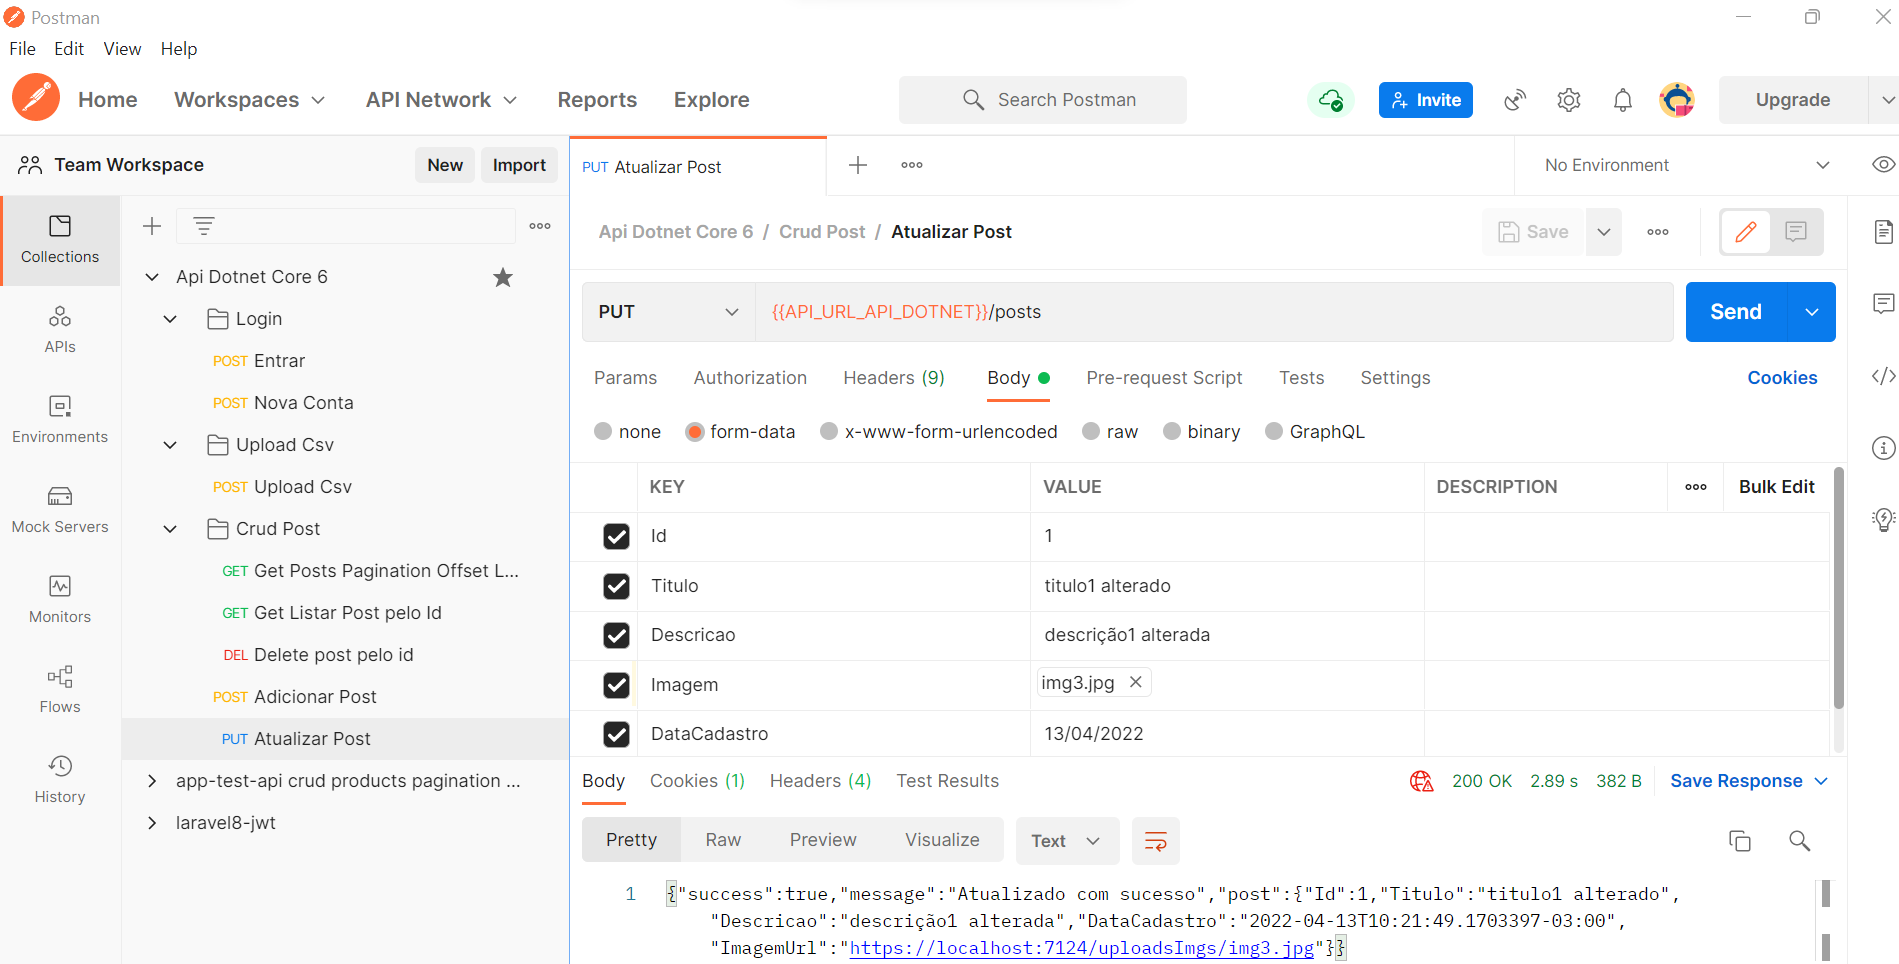 Postman
File Edit View Help
Home Workspaces API Network Reports Explore Search Postman Invite Upgrade
Team Workspace New Import PUT Atualizar Post No Environment
Collections
APIs
Environments
Mock Servers
Monitors
Flows
History
Api Dotnet Core 6
Login
POST Entrar
POST Nova Conta
Upload Csv
POST Upload Csv
Crud Post
GET Get Posts Pagination Offset L...
GET Get Listar Post pelo Id
DEL Delete post pelo id
POST Adicionar Post
PUT Atualizar Post
app-test-api crud products pagination ...
laravel8-jwt
Api Dotnet Core 6 / Crud Post / Atualizar Post Save
PUT {{API_URL_API_DOTNET}}/posts Send
Params Authorization Headers (9) Body Pre-request Script Tests Settings Cookies
none form-data x-www-form-urlencoded raw binary GraphQL
KEY VALUE DESCRIPTION Bulk Edit
Id 1
Titulo titulo1 alterado
Descricao descrição1 alterada
Imagem img3.jpg
DataCadastro 13/04/2022
Body Cookies (1) Headers (4) Test Results 200 OK 2.89 s 382 B Save Response
Pretty Raw Preview Visualize Text
1 {"success":true,"message":"Atualizado com sucesso","post":{"Id":1,"Titulo":"titulo1 alterado",
"Descricao":"descrição1 alterada","DataCadastro":"2022-04-13T10:21:49.1703397-03:00",
"ImagemUrl":"https://localhost:7124/uploadsImgs/img3.jpg"}}